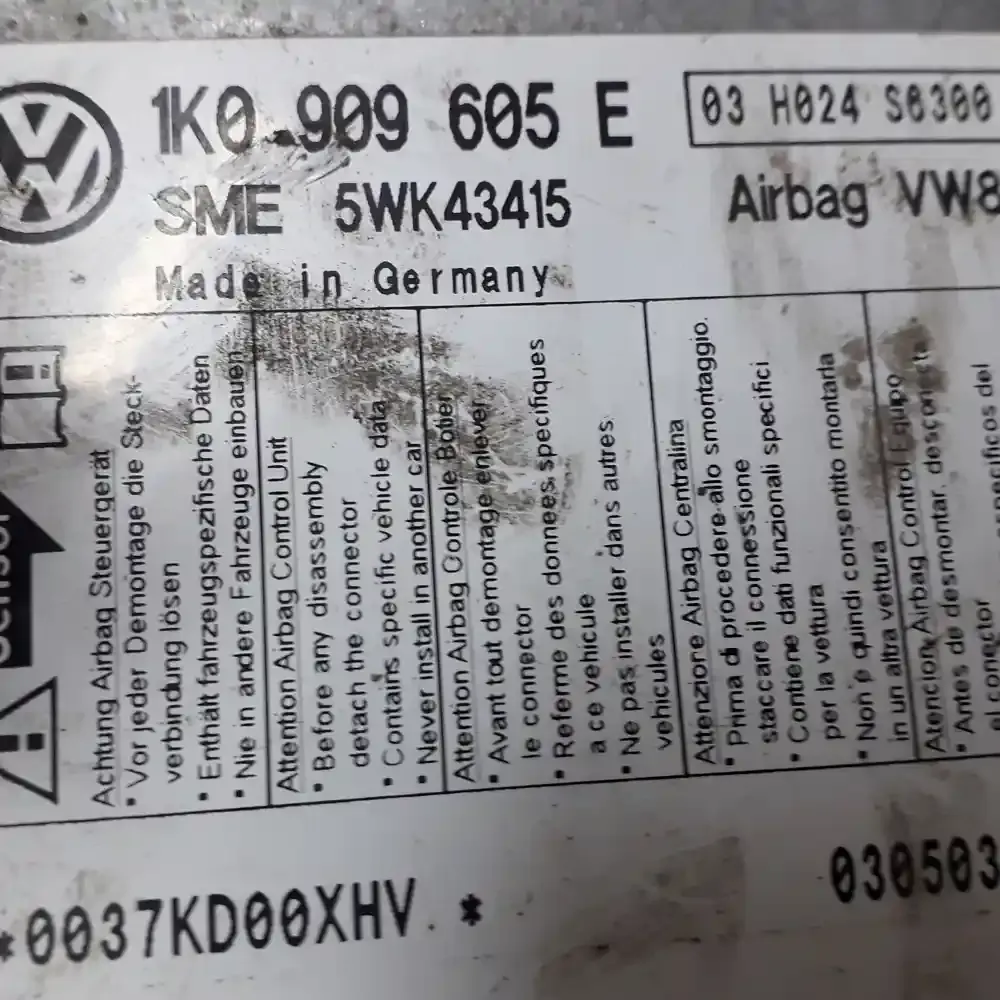 1K0 909 605 E
03 H024 S0300
SME 5WK43415
Airbag VW8
Made in Germany
Achtung Airbag Steuergerät
• Vor jeder Demontage die Steck-
verbindung lösen
• Enthält fahrzeugspezifische Daten
• Nie in andere Fahrzeuge einbauen
Attention Airbag Control Unit
• Before any disassembly
detach the connector
• Contains specific vehicle data
• Never install in another car
Attention Airbag Controle Boitier
• Avant tout demontage enlever
le connector
• Referme des donnees specifiques
a ce vehicule
• Ne pas installer dans autres
vehicules
Attenzione Airbag Centralina
• Prima di procedere allo smontaggio.
staccare il connessione
• Contiene dati funzionali specifici
per la vettura
• Non e quindi consentito montarla
in un altra vettura
Atencion Airbag Control Equipo
• Antes de desmontar, desconecte
el conector
del
*0037KD00XHV.*
030503